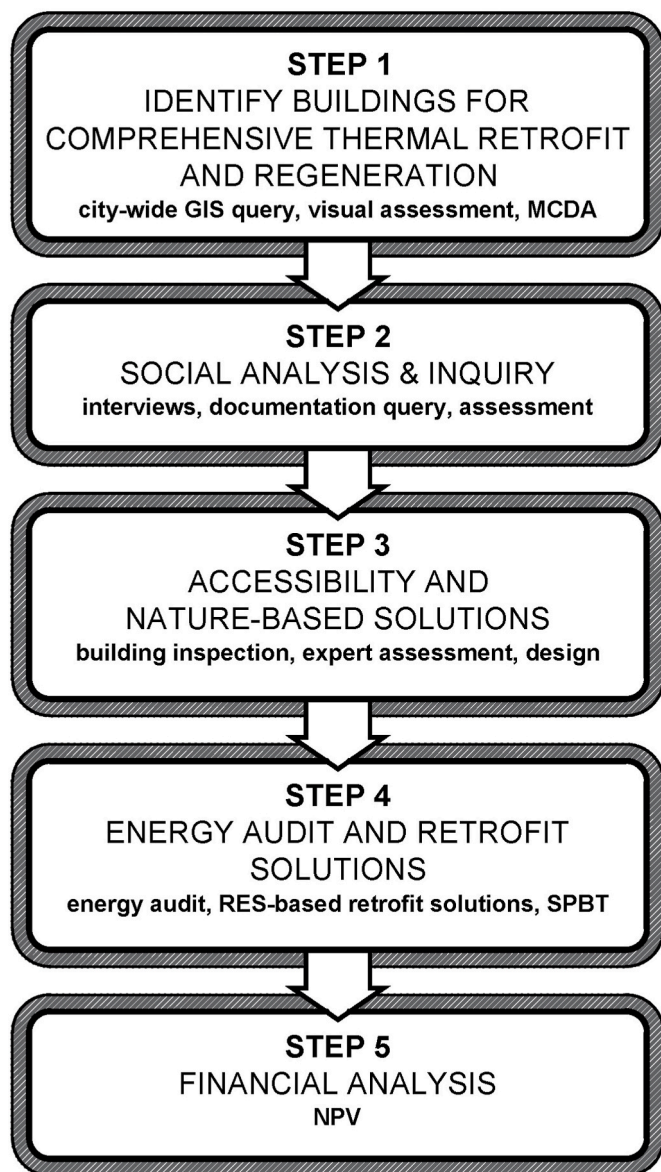 STEP 1
IDENTIFY BUILDINGS FOR
COMPREHENSIVE THERMAL RETROFIT
AND REGENERATION
city-wide GIS query, visual assessment, MCDA
STEP 2
SOCIAL ANALYSIS & INQUIRY
interviews, documentation query, assessment
STEP 3
ACCESSIBILITY AND
NATURE-BASED SOLUTIONS
building inspection, expert assessment, design
STEP 4
ENERGY AUDIT AND RETROFIT
SOLUTIONS
energy audit, RES-based retrofit solutions, SPBT
STEP 5
FINANCIAL ANALYSIS
NPV